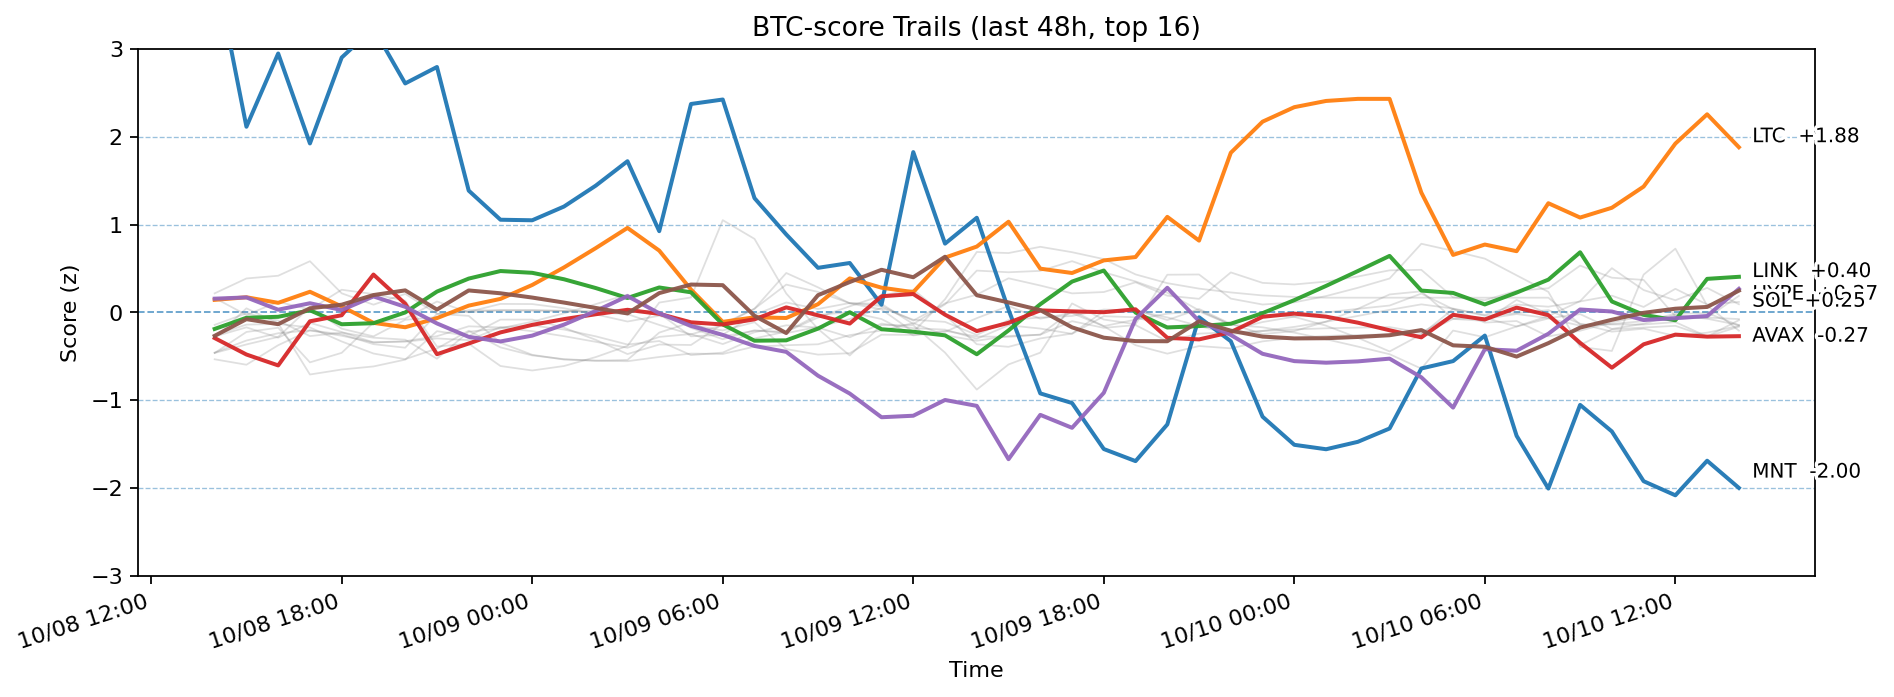 BTC-score Trails (last 48h, top 16)
Score (z)
3
2
1
0
−1
−2
−3
LTC +1.88
LINK +0.40
SOL +0.25
AVAX -0.27
MNT -2.00
10/08 12:00
10/08 18:00
10/09 00:00
10/09 06:00
10/09 12:00
10/09 18:00
10/10 00:00
10/10 06:00
10/10 12:00
Time